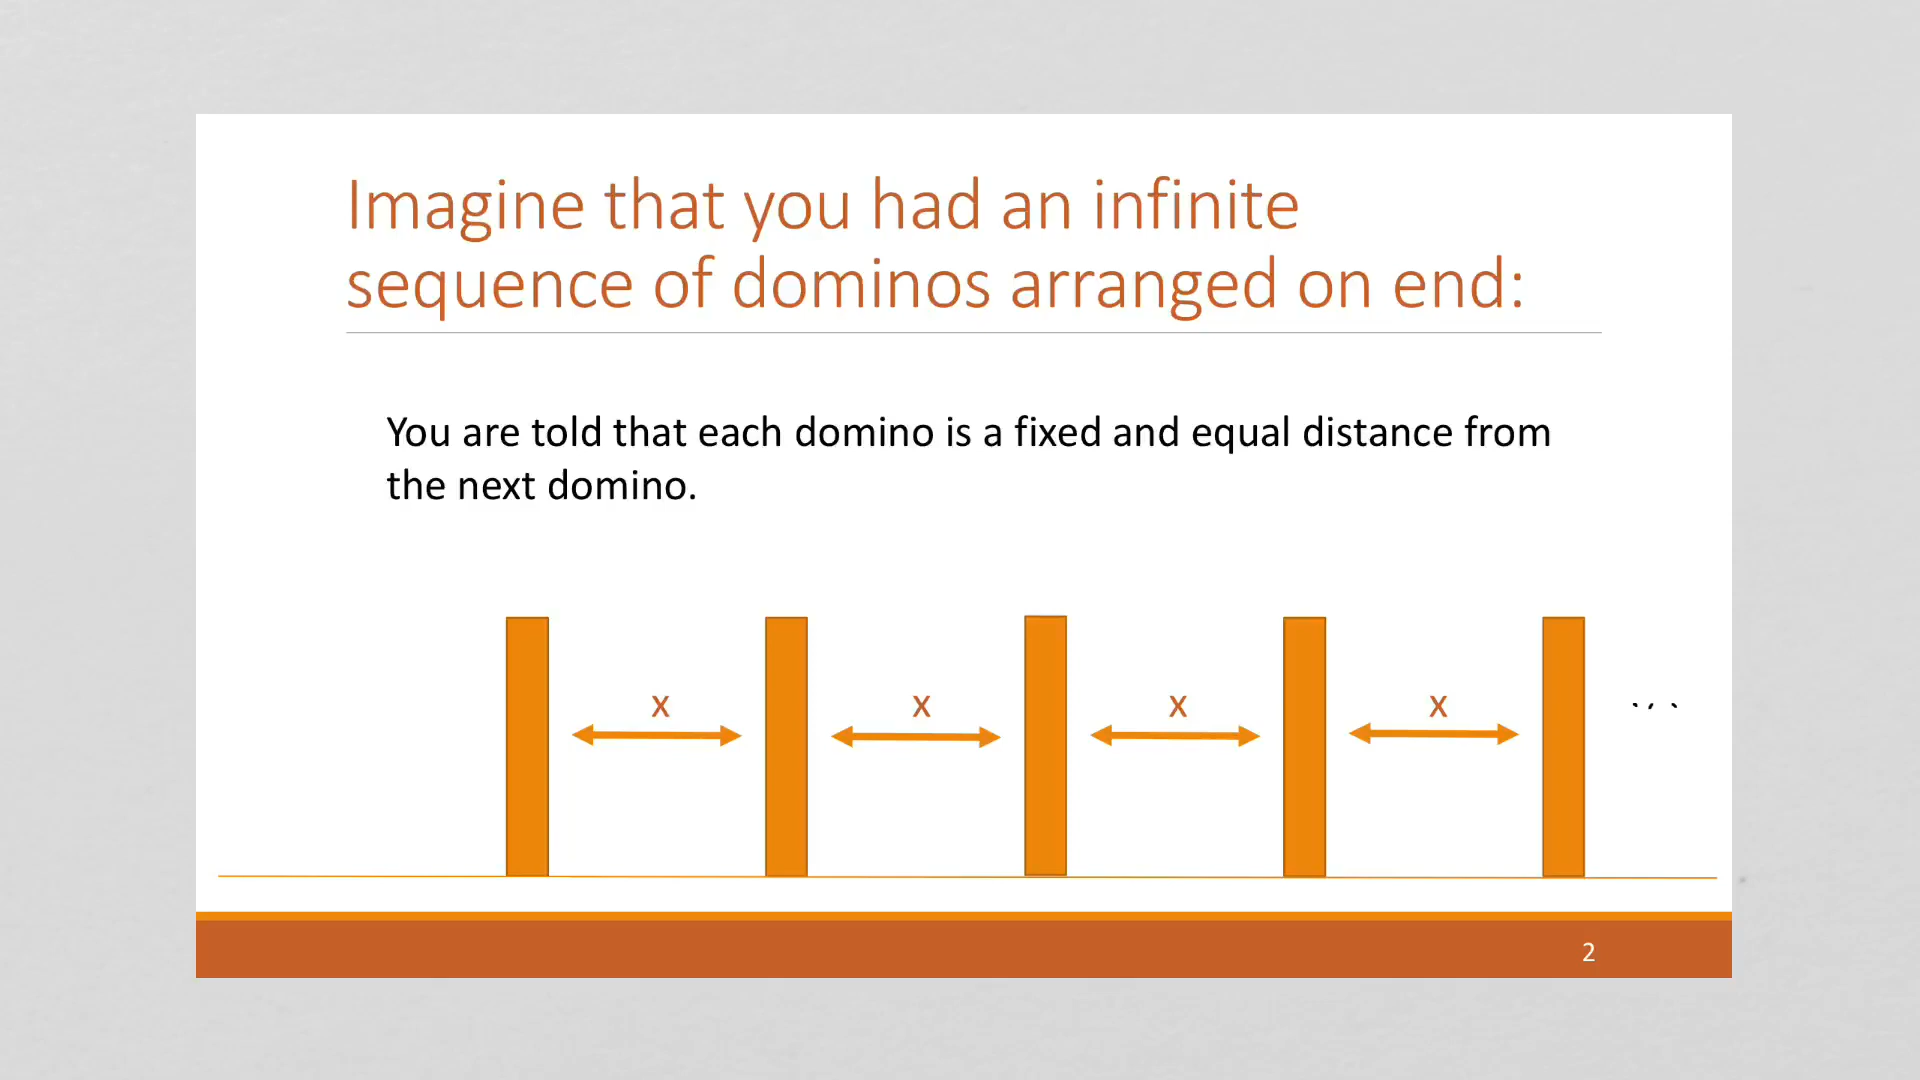 Imagine that you had an infinite
sequence of dominos arranged on end:
You are told that each domino is a fixed and equal distance from
the next domino.
x x x x ...
2